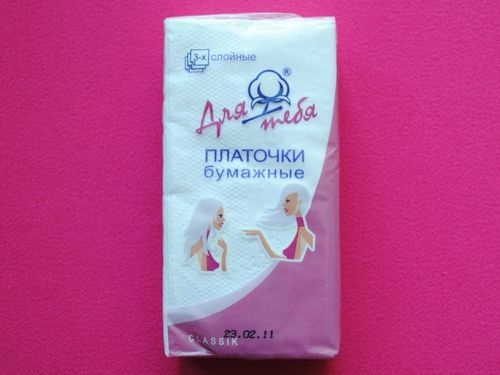 3-х слойные
®
Для тебя
ПЛАТОЧКИ
бумажные
23.02.11
CLASSIK